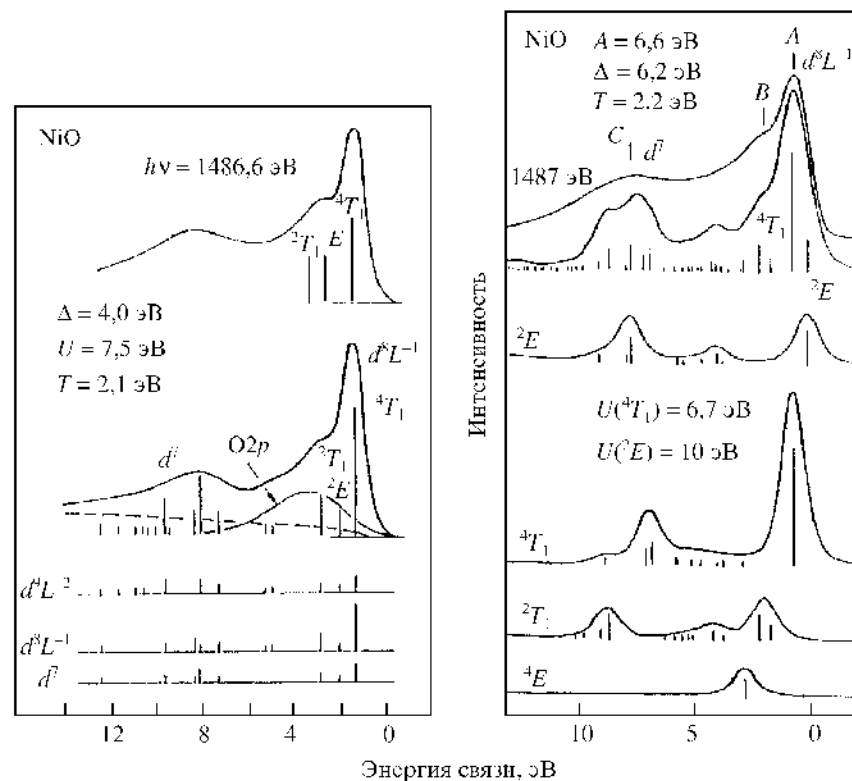 NiO
hν = 1486,6 эВ
⁴T₁
²T₁ E
Δ = 4,0 эВ
U = 7,5 эВ
T = 2,1 эВ
d⁸L⁻¹
⁴T₁
O2p
d⁷
²T₁
²E
d⁸L⁻¹
d⁷
12 8 4 0
NiO
A = 6,6 эВ
Δ = 6,2 эВ
T = 2.2 эВ
A
d⁸L⁻¹
B
C
d⁷
1487 эВ
⁴T₁
²E
²E
U(⁴T₁) = 6,7 эВ
U(²E) = 10 эВ
⁴T₁
²T₁
⁴E
10 5 0
Интенсивность
Энергия связи, эВ